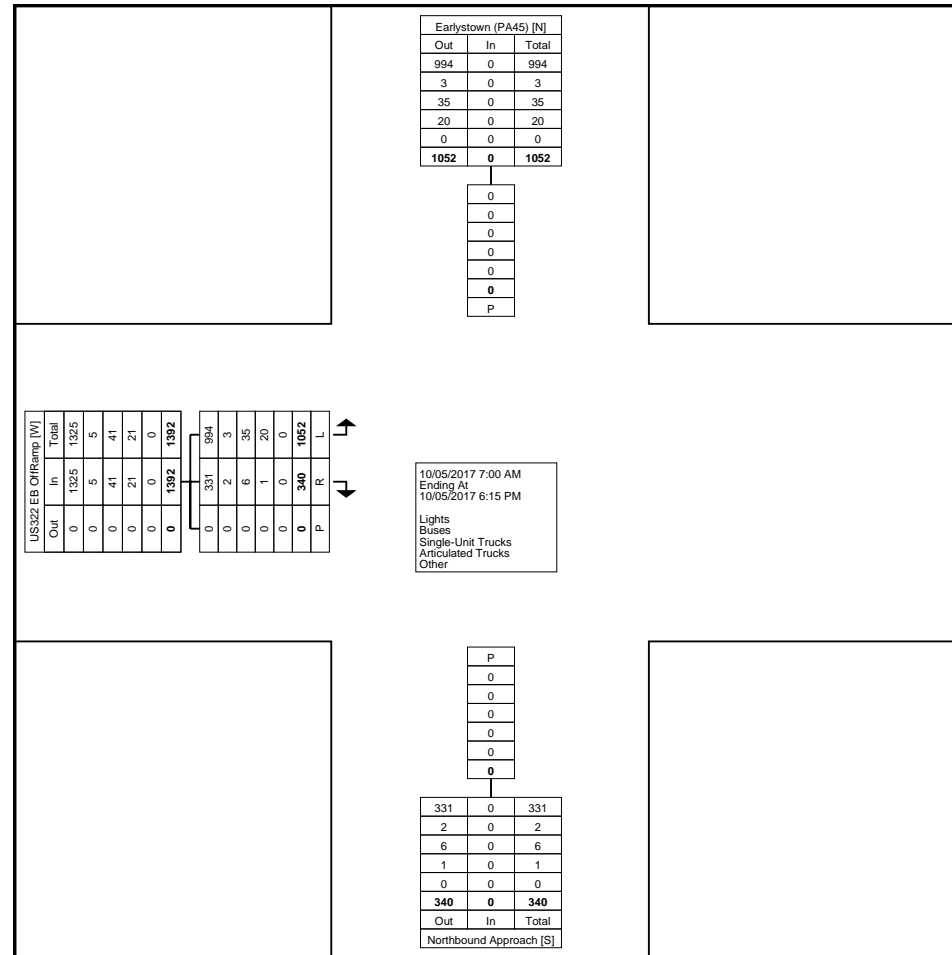 Earlystown (PA45) [N]
Out In Total
994 0 994
3 0 3
35 0 35
20 0 20
0 0 0
1052 0 1052
0
0
0
0
0
0
P
US322 EB OffRamp [W]
Total 1325 5 41 21 0 1392
In 1325 5 41 21 0 1392
Out 0 0 0 0 0 0
994 3 35 20 0 1052 L
331 2 6 1 0 340 R
0 0 0 0 0 0 P
10/05/2017 7:00 AM
Ending At
10/05/2017 6:15 PM
Lights
Buses
Single-Unit Trucks
Articulated Trucks
Other
P
0
0
0
0
0
0
331 0 331
2 0 2
6 0 6
1 0 1
0 0 0
340 0 340
Out In Total
Northbound Approach [S]